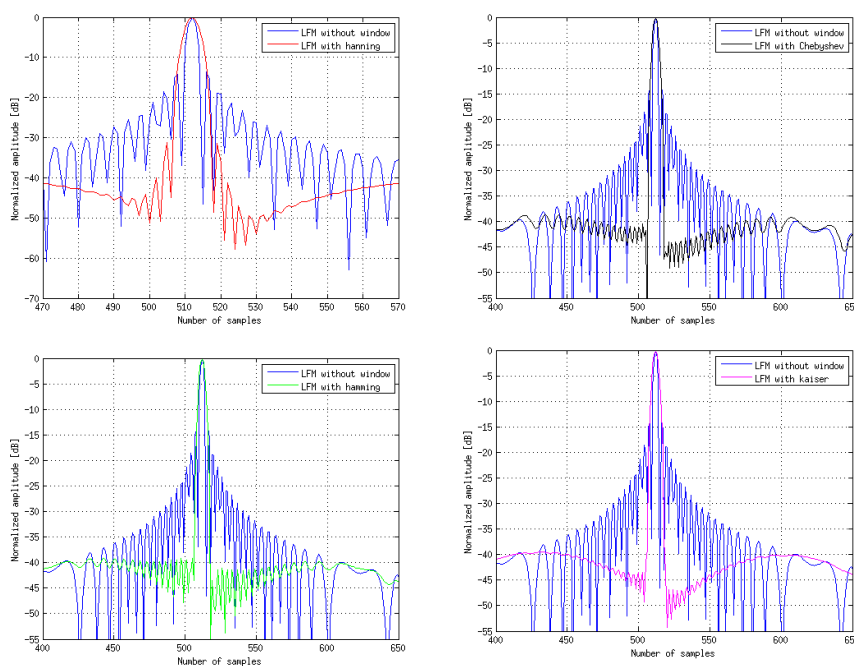 0
-10
-20
-30
-40
-50
-60
-70
Normalized amplitude [dB]
470 480 490 500 510 520 530 540 550 560 570
Number of samples
LFM without window
LFM with hanning
0
-5
-10
-15
-20
-25
-30
-35
-40
-45
-50
-55
Normalized amplitude [dB]
400 450 500 550 600 65
Number of samples
LFM without window
LFM with Chebyshev
0
-5
-10
-15
-20
-25
-30
-35
-40
-45
-50
-55
Normalized amplitude [dB]
400 450 500 550 600 650
Number of samples
LFM without window
LFM with hamming
0
-5
-10
-15
-20
-25
-30
-35
-40
-45
-50
-55
Normalized amplitude [dB]
400 450 500 550 600 65
Number of samples
LFM without window
LFM with kaiser